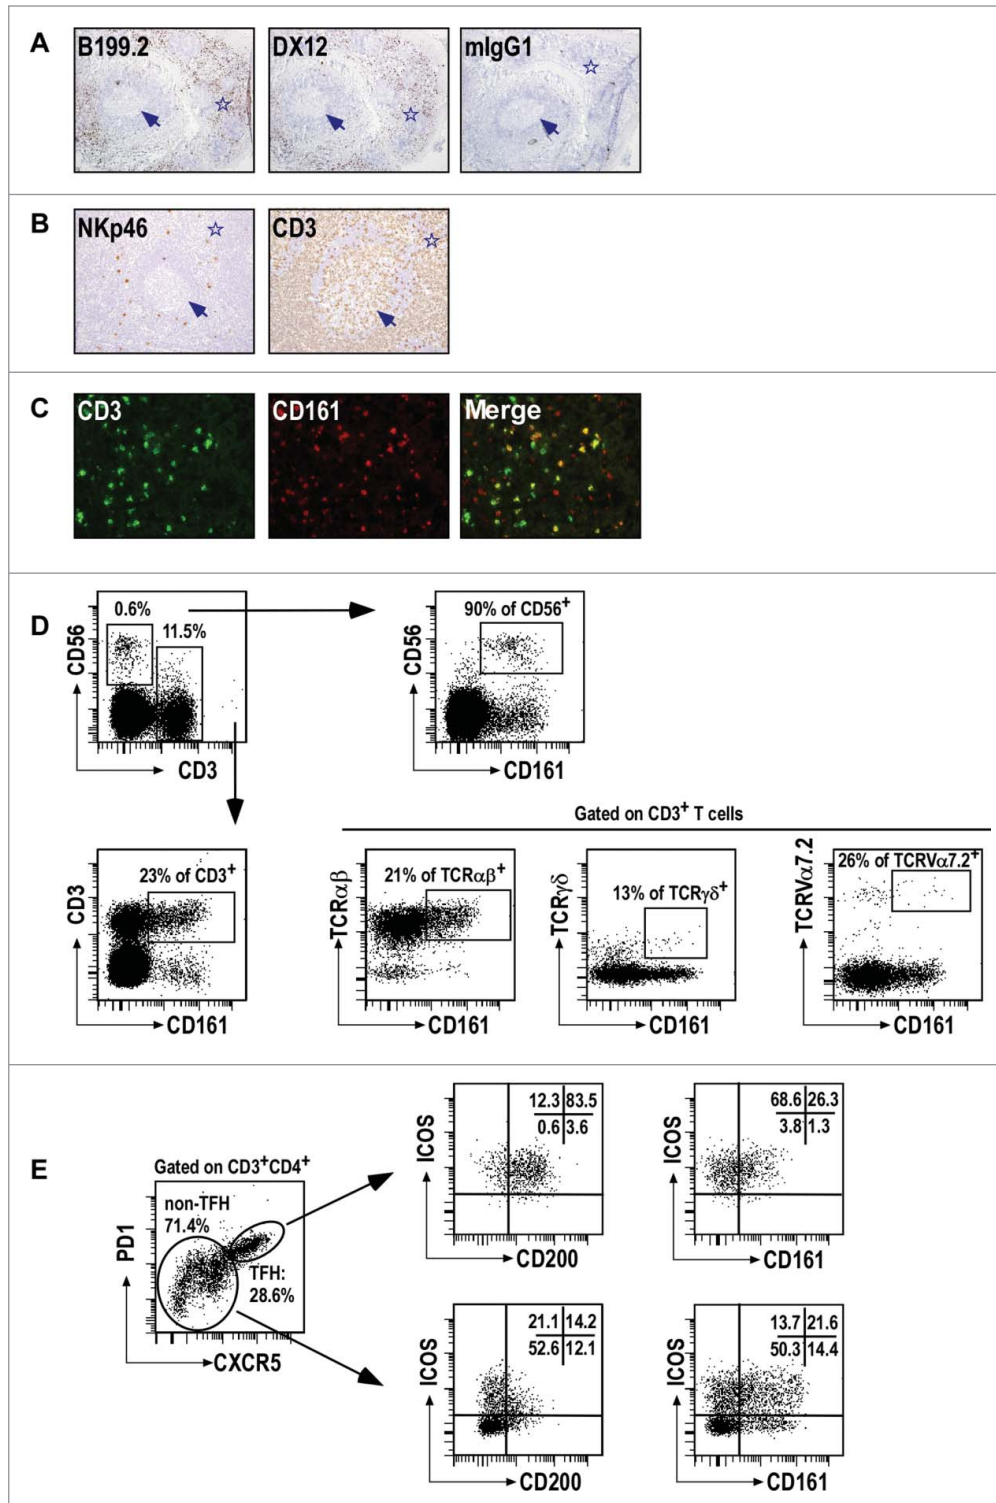 A
B199.2
DX12
mIgG1
B
NKp46
CD3
C
CD3
CD161
Merge
D
0.6%
11.5%
CD56
CD3
90% of CD56⁺
CD56
CD161
Gated on CD3⁺ T cells
23% of CD3⁺
CD3
CD161
21% of TCRαβ⁺
TCRαβ
CD161
13% of TCRγδ⁺
TCRγδ
CD161
26% of TCRVα7.2⁺
TCRVα7.2
CD161
E
Gated on CD3⁺CD4⁺
non-TFH
71.4%
TFH:
28.6%
PD1
CXCR5
12.3 83.5
0.6 3.6
ICOS
CD200
68.6 26.3
3.8 1.3
ICOS
CD161
21.1 14.2
52.6 12.1
ICOS
CD200
13.7 21.6
50.3 14.4
ICOS
CD161